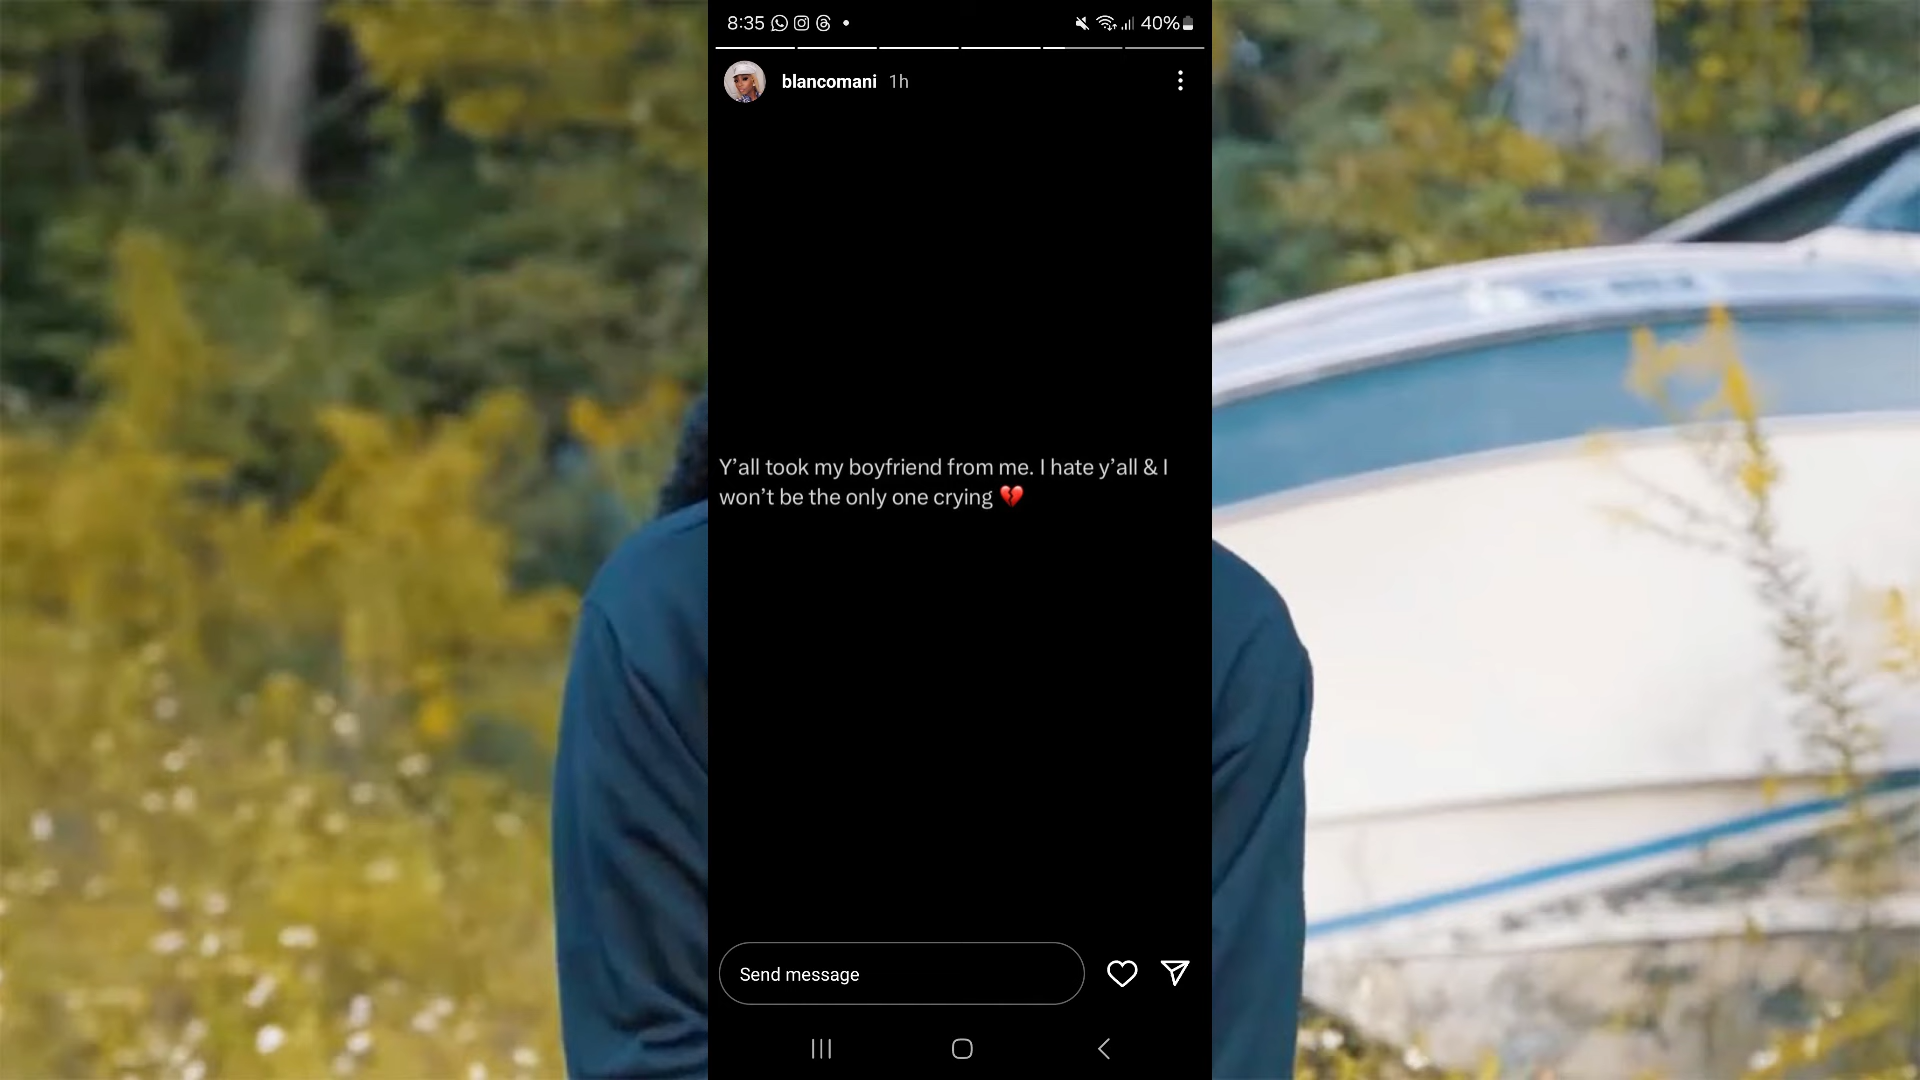 8:35
40%
blancomani 1h
Y’all took my boyfriend from me. I hate y’all & I
won’t be the only one crying 💔
Send message